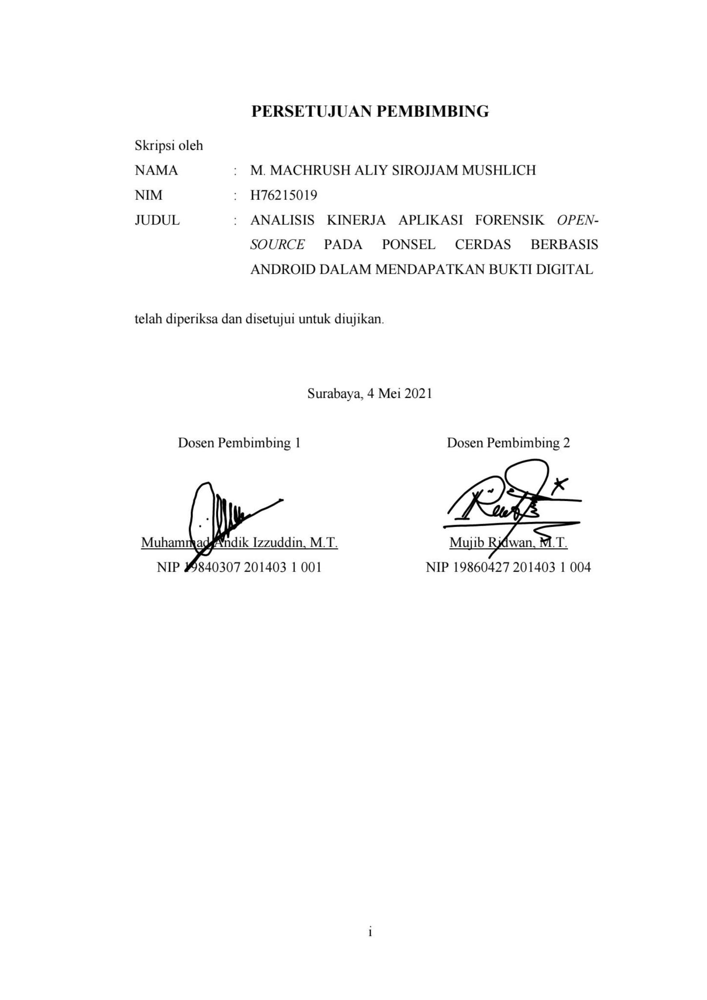 PERSETUJUAN PEMBIMBING
Skripsi oleh
NAMA : M. MACHRUSH ALIY SIROJJAM MUSHLICH
NIM : H76215019
JUDUL : ANALISIS KINERJA APLIKASI FORENSIK OPEN-
SOURCE PADA PONSEL CERDAS BERBASIS
ANDROID DALAM MENDAPATKAN BUKTI DIGITAL
telah diperiksa dan disetujui untuk diujikan.
Surabaya, 4 Mei 2021
Dosen Pembimbing 1 Dosen Pembimbing 2
Muhammad Andik Izzuddin, M.T. Mujib Ridwan, M.T.
NIP 19840307 201403 1 001 NIP 19860427 201403 1 004
i